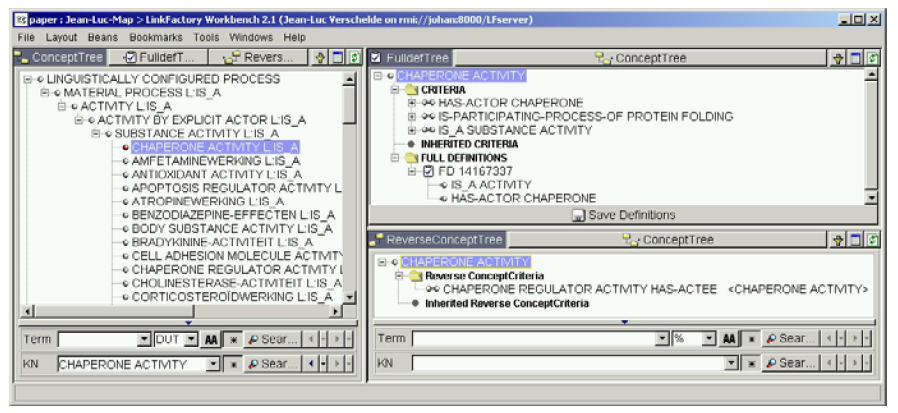 paper : Jean-Luc-Map > LinkFactory Workbench 2.1 (Jean-Luc Verschelde on rmi://johan:8000/LFserver)
File Layout Beans Bookmarks Tools Windows Help
ConceptTree FulldefT... Revers...
LINGUISTICALLY CONFIGURED PROCESS
MATERIAL PROCESS L:IS_A
ACTIVITY L:IS_A
ACTIVITY BY EXPLICIT ACTOR L:IS_A
SUBSTANCE ACTIVITY L:IS_A
CHAPERONE ACTIVITY L:IS_A
AMFETAMINEWERKING L:IS_A
ANTIOXIDANT ACTIVITY L:IS_A
APOPTOSIS REGULATOR ACTIVITY L
ATROPINEWERKING L:IS_A
BENZODIAZEPINE-EFFECTEN L:IS_A
BODY SUBSTANCE ACTIVITY L:IS_A
BRADYKININE-ACTIVITEIT L:IS_A
CELL ADHESION MOLECULE ACTIVITY
CHAPERONE REGULATOR ACTIVITY L
CHOLINESTERASE-ACTIVITEIT L:IS_A
CORTICOSTEROÏDWERKING L:IS_A
Term DUT AA * Sear...
KN CHAPERONE ACTIVITY * Sear...
FulldefTree ConceptTree
CHAPERONE ACTIVITY
CRITERIA
HAS-ACTOR CHAPERONE
IS-PARTICIPATING-PROCESS-OF PROTEIN FOLDING
IS_A SUBSTANCE ACTIVITY
INHERITED CRITERIA
FULL DEFINITIONS
FD 14167337
IS_A ACTIVITY
HAS-ACTOR CHAPERONE
Save Definitions
ReverseConceptTree ConceptTree
CHAPERONE ACTIVITY
Reverse ConceptCriteria
CHAPERONE REGULATOR ACTIVITY HAS-ACTEE <CHAPERONE ACTIVITY>
Inherited Reverse ConceptCriteria
Term % AA * Sear...
KN * Sear...